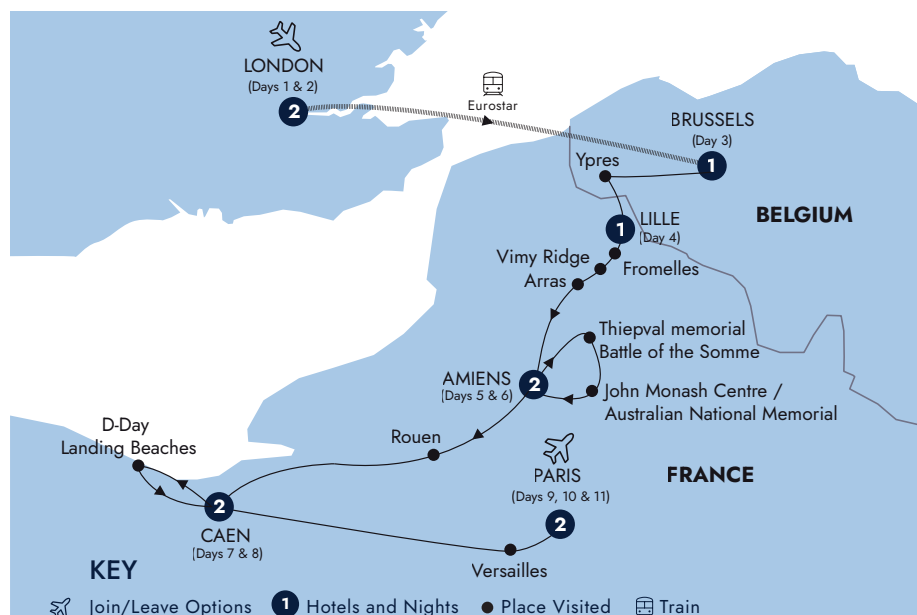 LONDON
(Days 1 & 2)
2
Eurostar
BRUSSELS
(Day 3)
1
Ypres
BELGIUM
LILLE
(Day 4)
1
Vimy Ridge
Fromelles
Arras
Thiepval memorial
Battle of the Somme
AMIENS
(Days 5 & 6)
2
John Monash Centre /
Australian National Memorial
D-Day
Landing Beaches
Rouen
PARIS
(Days 9, 10 & 11)
2
FRANCE
2
CAEN
(Days 7 & 8)
Versailles
KEY
Join/Leave Options
1 Hotels and Nights
Place Visited
Train